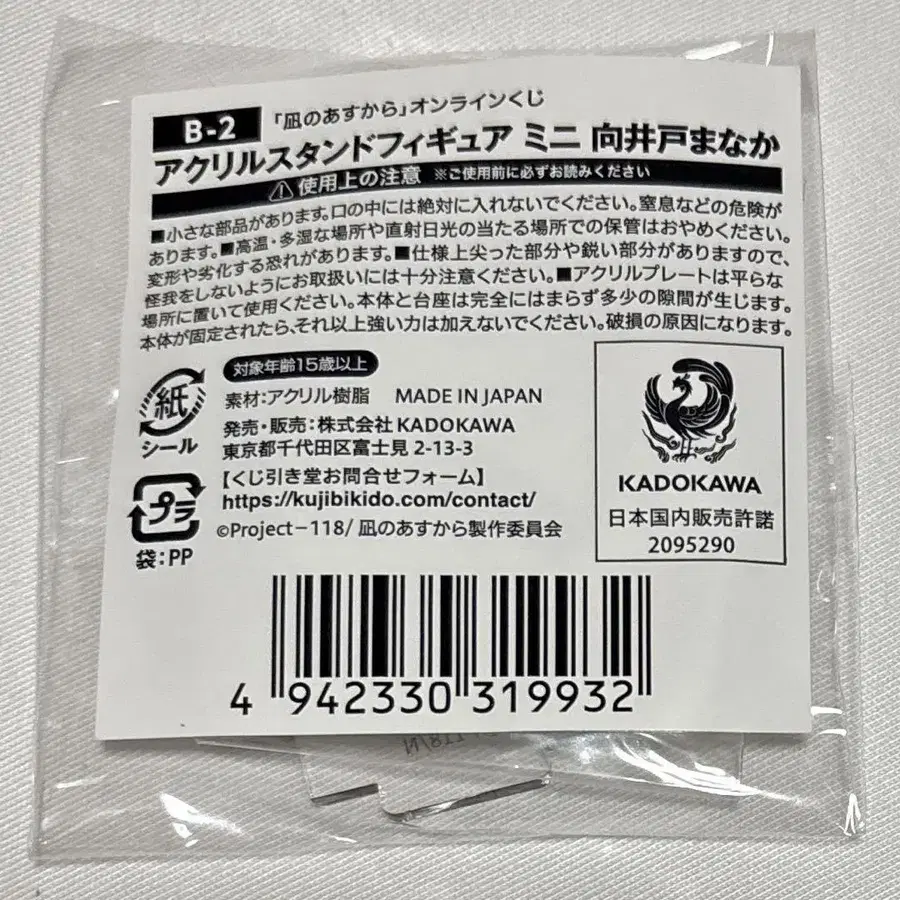 B-2
「凪のあすから」オンラインくじ
アクリルスタンドフィギュア ミニ 向井戸まなか
使用上の注意 ※ご使用前に必ずお読みください
■小さな部品があります。口の中には絶対に入れないでください。窒息などの危険が
あります。■高温・多湿な場所や直射日光の当たる場所での保管はおやめください。
変形や劣化する恐れがあります。■仕様上尖った部分や鋭い部分がありますので、
怪我をしないようにお取扱いには十分注意ください。■アクリルプレートは平らな
場所に置いて使用ください。本体と台座は完全にはまらず多少の隙間が生じます。
本体が固定されたら、それ以上強い力は加えないでください。破損の原因になります。
紙
シール
プラ
袋:PP
対象年齢15歳以上
素材:アクリル樹脂 MADE IN JAPAN
発売・販売:株式会社KADOKAWA
東京都千代田区富士見 2-13-3
【くじ引き堂お問合せフォーム】
https://kujibikido.com/contact/
©Project−118/ 凪のあすから製作委員会
KADOKAWA
日本国内販売許諾
2095290
4 942330 319932